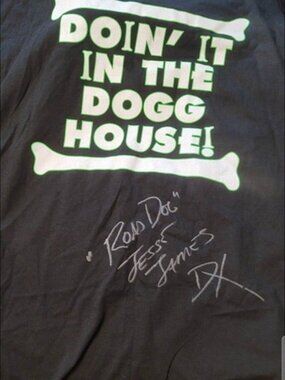 DOIN' IT
IN THE
DOGG
HOUSE!
"ROAD DOG"
JESSE
JAMES
DX